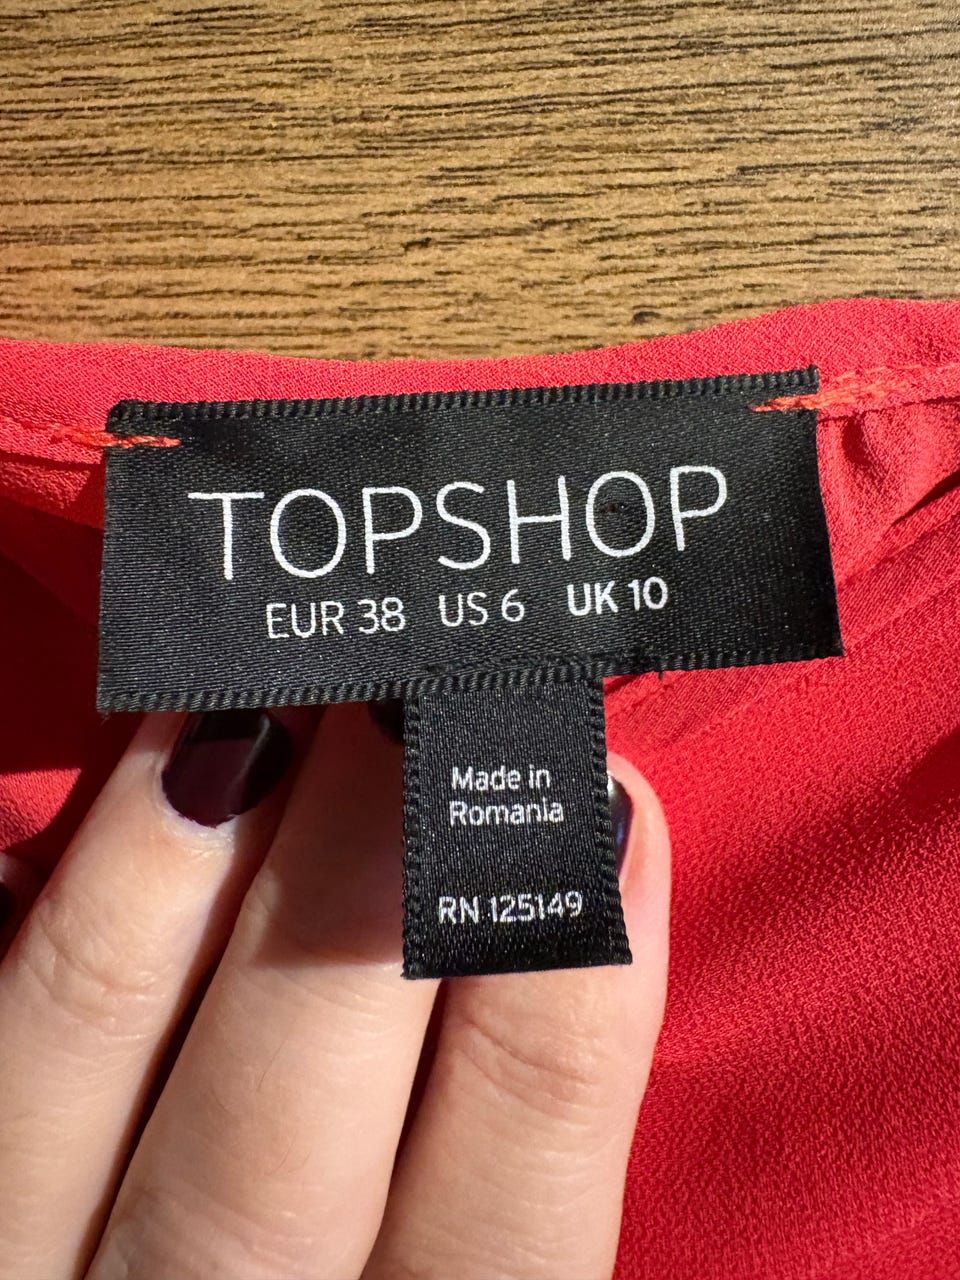 TOPSHOP
EUR 38 US 6 UK 10
Made in
Romania
RN 125149